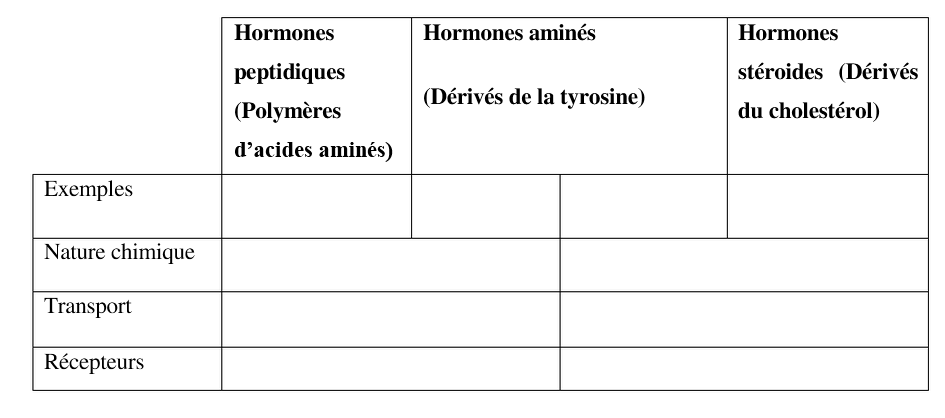 Hormones
peptidiques
(Polymères
d’acides aminés)
Hormones aminés
(Dérivés de la tyrosine)
Hormones
stéroides (Dérivés
du cholestérol)
Exemples
Nature chimique
Transport
Récepteurs